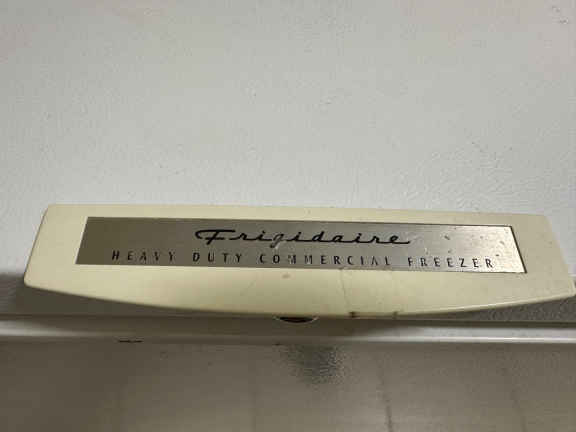 Frigidaire
HEAVY DUTY COMMERCIAL FREEZER